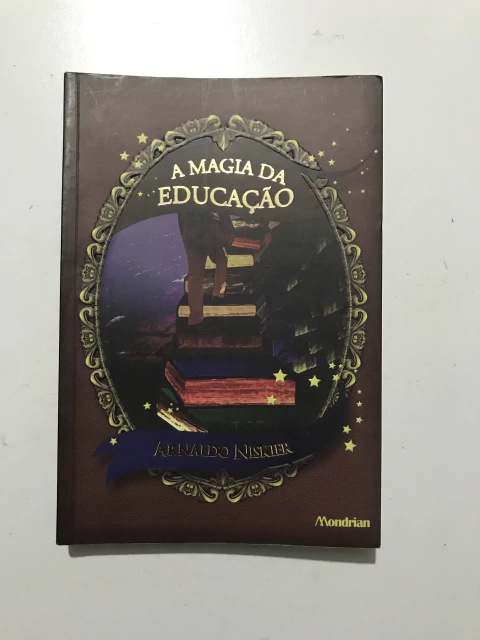 A MAGIA DA
EDUCAÇÃO
ARNALDO NISKIER
Mondrian